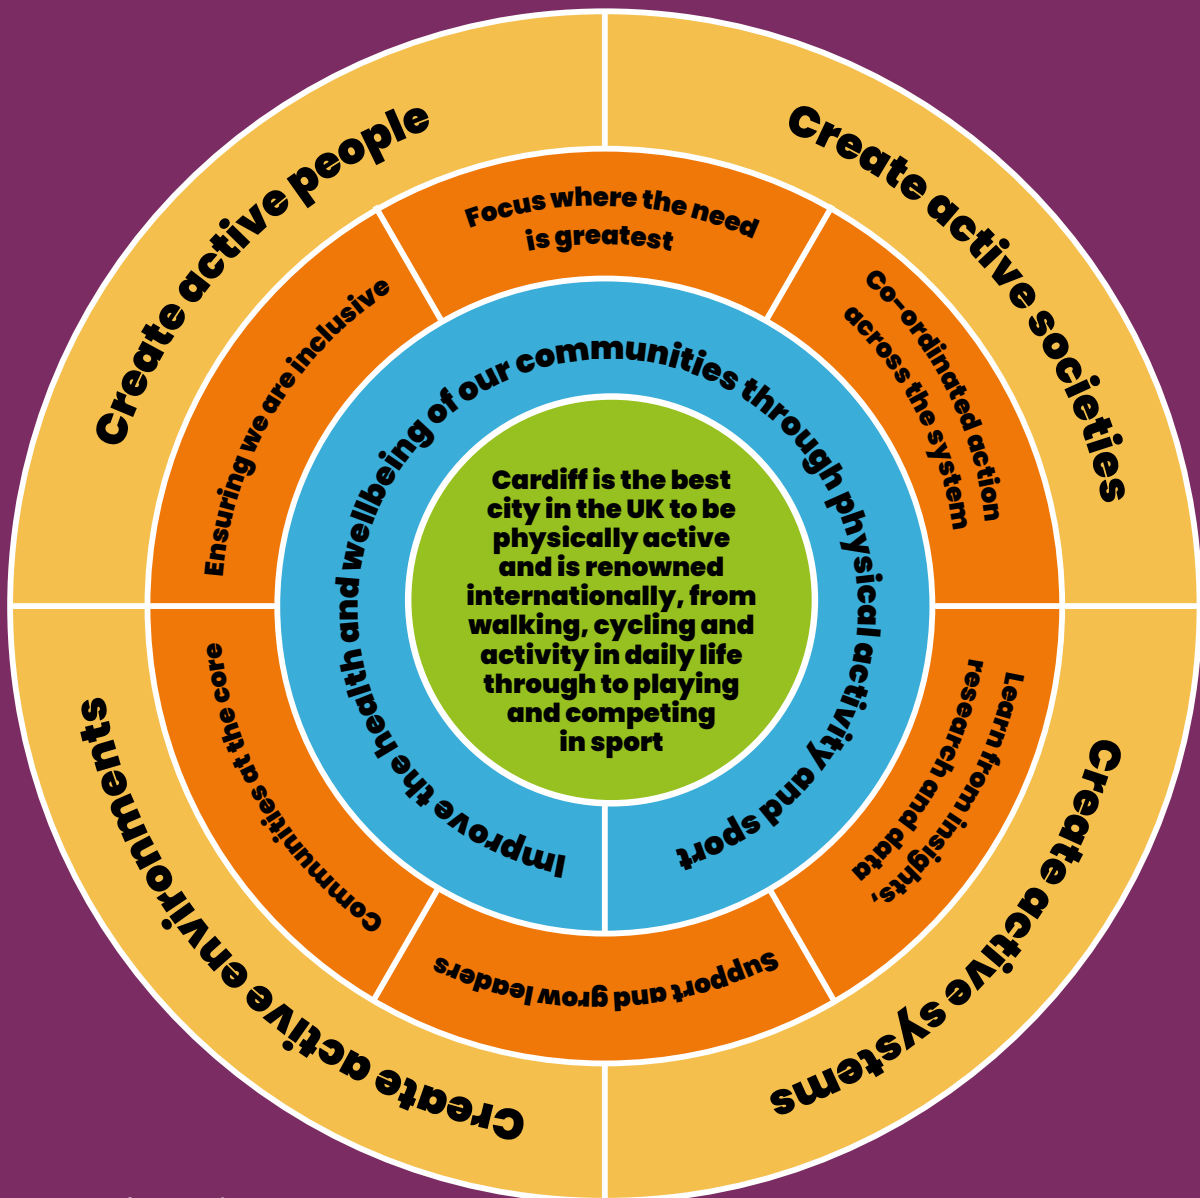 Create active people
Create active societies
Create active systems
Create active environments
Focus where the need
is greatest
Co-ordinated action
across the system
Learn from insights,
research and data
Support and grow leaders
Communities at the core
Ensuring we are inclusive
Improve the health and wellbeing of our communities through physical activity and sport
Cardiff is the best
city in the UK to be
physically active
and is renowned
internationally, from
walking, cycling and
activity in daily life
through to playing
and competing
in sport